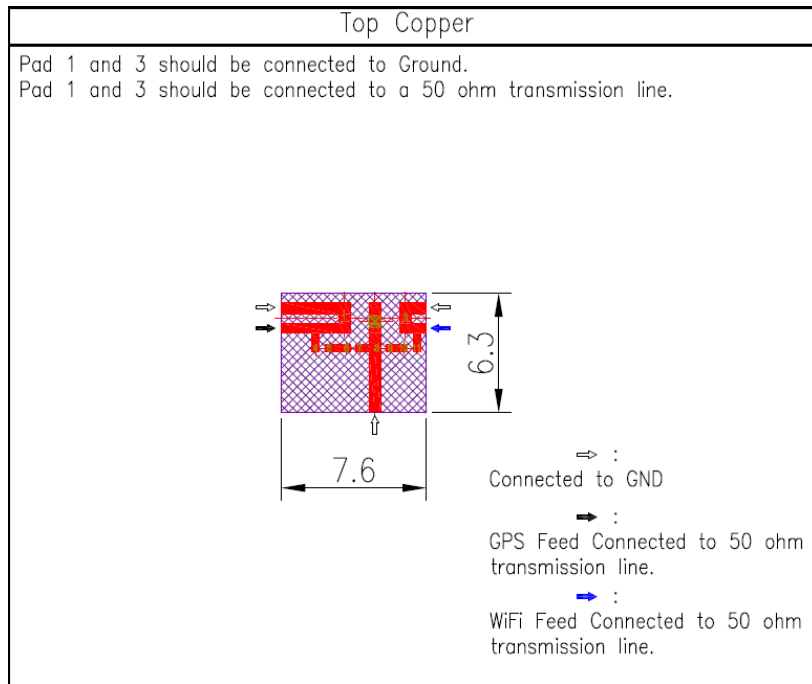 Top Copper
Pad 1 and 3 should be connected to Ground.
Pad 1 and 3 should be connected to a 50 ohm transmission line.
6.3
7.6
:
Connected to GND
:
GPS Feed Connected to 50 ohm
transmission line.
:
WiFi Feed Connected to 50 ohm
transmission line.